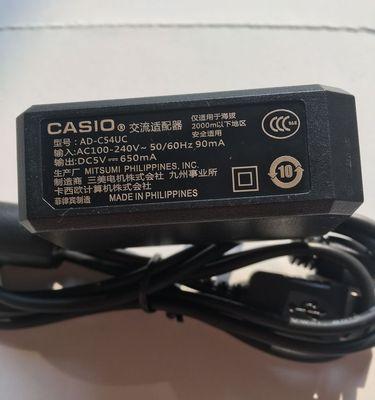 CASIO® 交流适配器
仅适用于海拔
2000m以下地区
安全适用
型号: AD-C54UC
输入:AC100-240V~ 50/60Hz 90mA
输出:DC5V⎓650mA
生产厂 MITSUMI PHILIPPINES, INC.
制造商 三美电机株式会社 九州事业所
卡西欧计算机株式会社
菲律宾制造 MADE IN PHILIPPINES
CCC
10